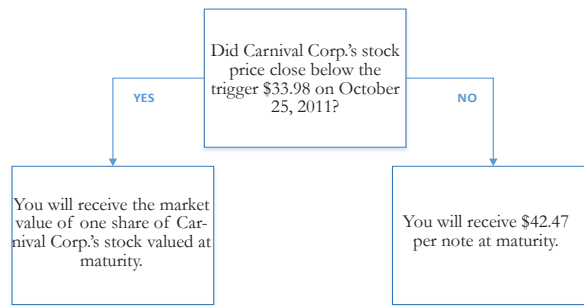 Did Carnival Corp.'s stock
price close below the
trigger $33.98 on October
25, 2011?
YES
NO
You will receive the market
value of one share of Car-
nival Corp.'s stock valued at
maturity.
You will receive $42.47
per note at maturity.